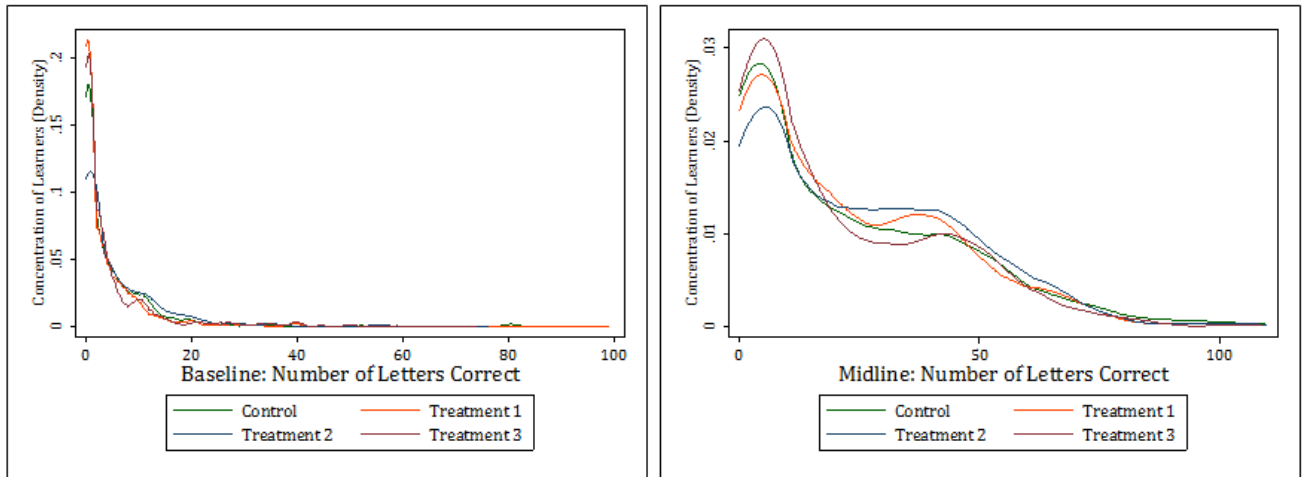 Concentration of Learners (Density)
.2
.15
.1
.05
0
0 20 40 60 80 100
Baseline: Number of Letters Correct
Control Treatment 1
Treatment 2 Treatment 3
Concentration of Learners (Density)
.03
.02
.01
0
0 50 100
Midline: Number of Letters Correct
Control Treatment 1
Treatment 2 Treatment 3